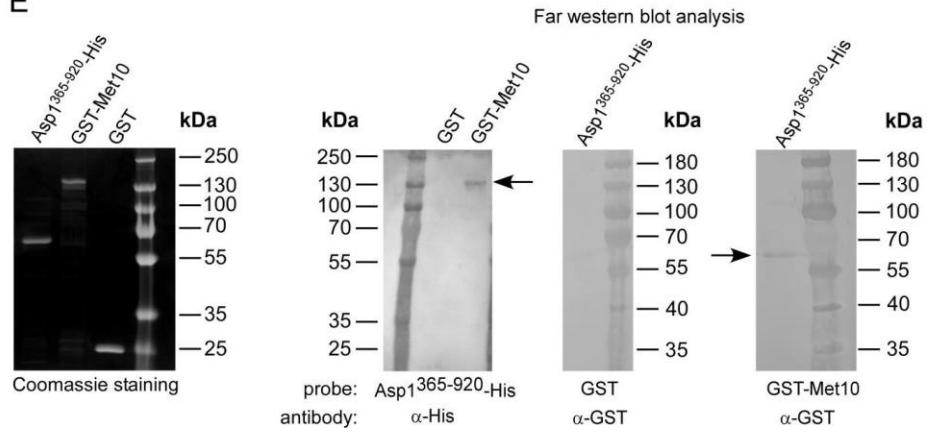 E
Far western blot analysis
Asp1365-920-His
GST-Met10
GST
kDa
250
130
100
70
55
35
25
Coomassie staining
kDa
GST
GST-Met10
250
130
100
70
55
35
25
Asp1365-920-His
kDa
180
130
100
70
55
40
35
Asp1365-920-His
kDa
180
130
100
70
55
40
35
probe: Asp1365-920-His GST GST-Met10
antibody: α-His α-GST α-GST